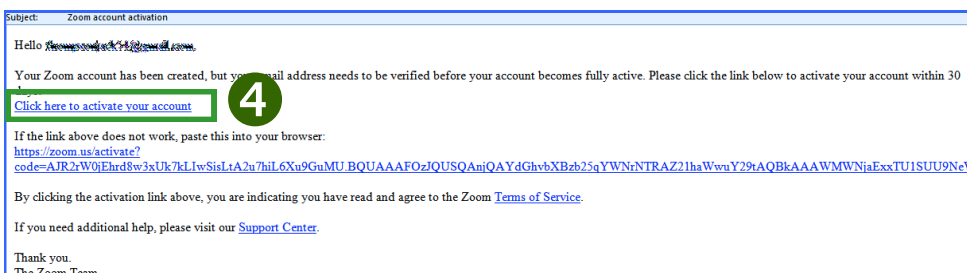 Subject: Zoom account activation
Hello
Your Zoom account has been created, but email address needs to be verified before your account becomes fully active. Please click the link below to activate your account within 30
Click here to activate your account
4
If the link above does not work, paste this into your browser:
https://zoom.us/activate?
code=AJR2rW0jEhrd8w3xUk7kLIwSisLtA2u7hiL6Xu9GuMU.BQUAAAFOzJQUSQAnjQAYdGhvbXBzb25qYWNrNTRAZ21haWwuY29tAQBkAAAWMWNjaExxTU1SUU9Ne
By clicking the activation link above, you are indicating you have read and agree to the Zoom Terms of Service.
If you need additional help, please visit our Support Center.
Thank you.
The Zoom Team